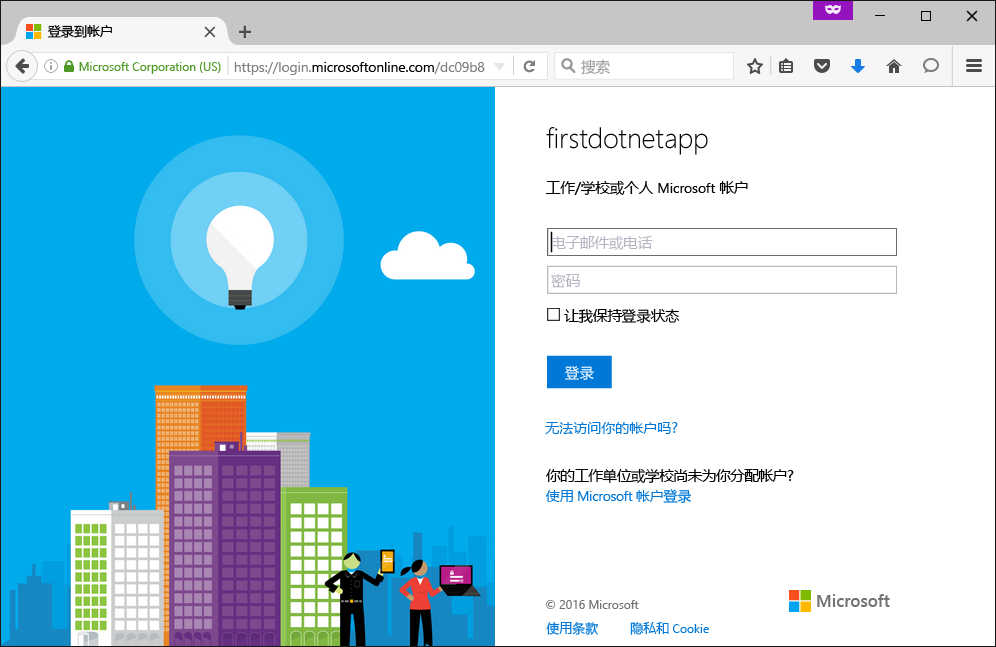 登录到帐户
Microsoft Corporation (US)
https://login.microsoftonline.com/dc09b8
搜索
firstdotnetapp
工作/学校或个人 Microsoft 帐户
电子邮件或电话
密码
让我保持登录状态
登录
无法访问你的帐户吗?
你的工作单位或学校尚未为你分配帐户?
使用 Microsoft 帐户登录
© 2016 Microsoft
Microsoft
使用条款 隐私和 Cookie